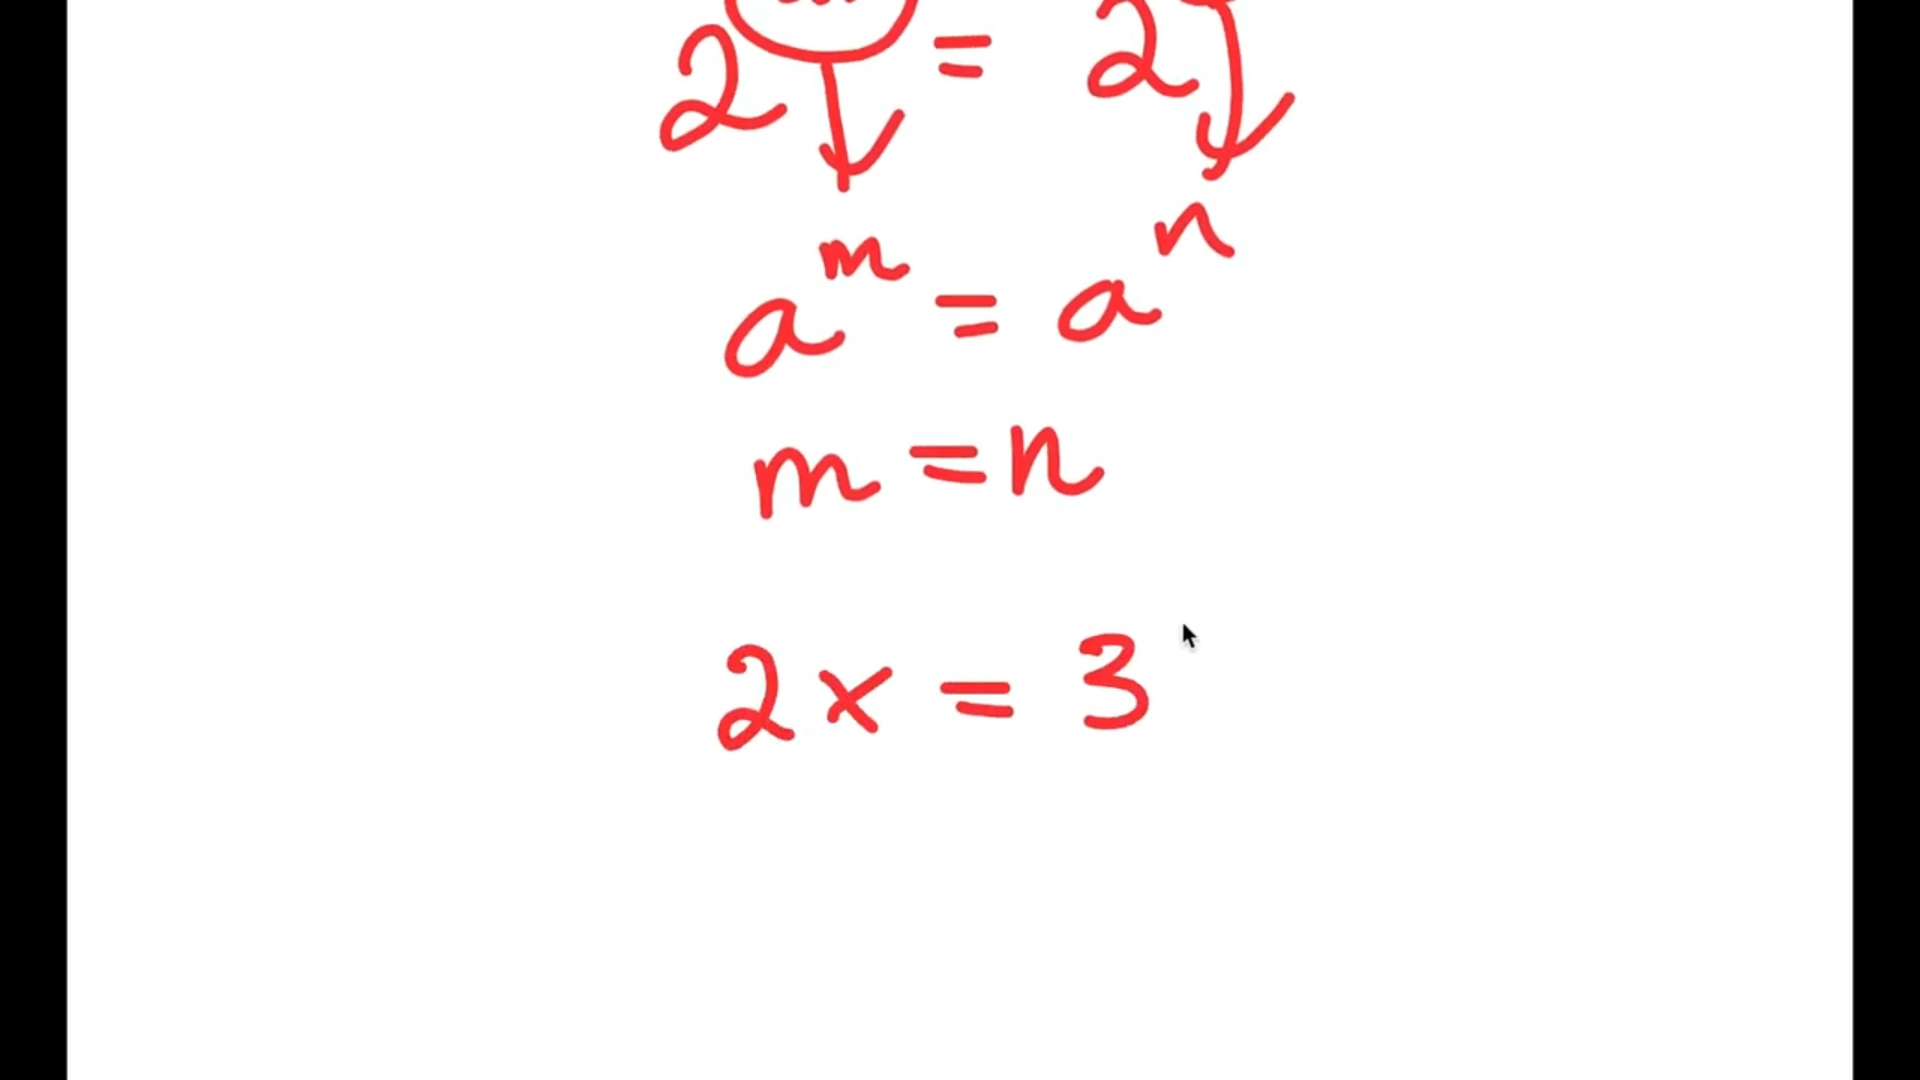 2 = 2
a^m = a^n
m = n
2x = 3